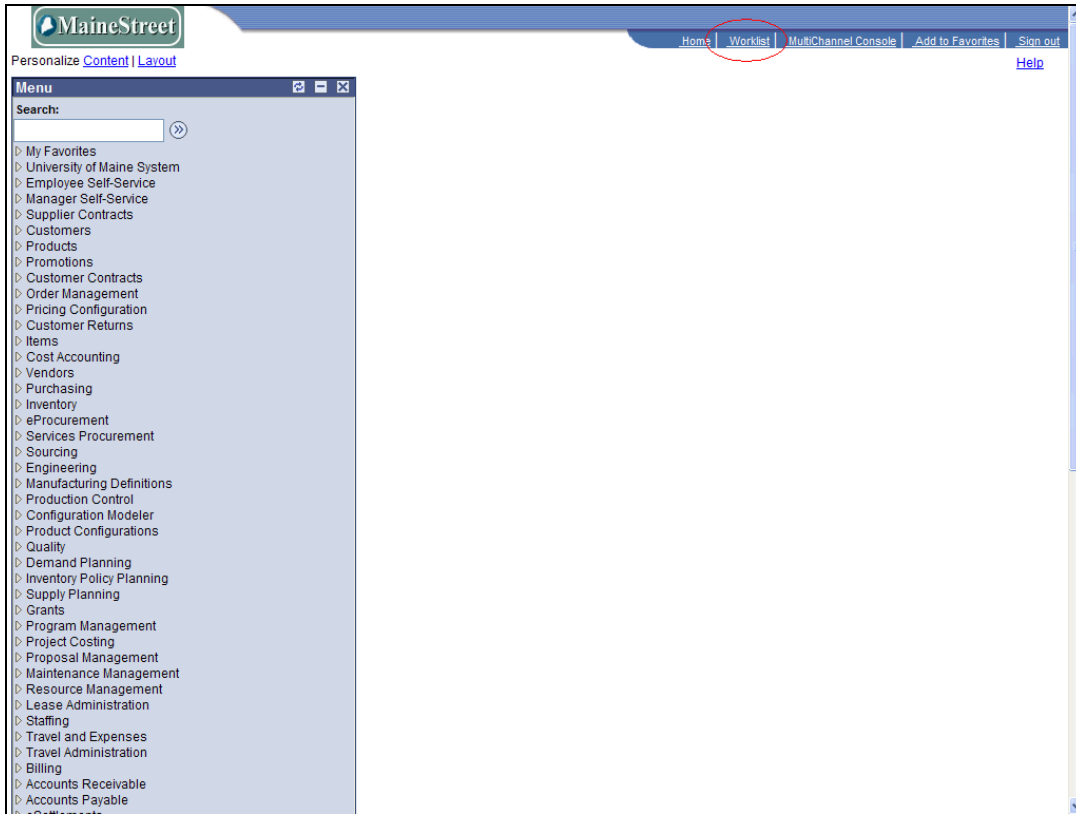 MaineStreet
Home Worklist MultiChannel Console Add to Favorites Sign out
Personalize Content | Layout
Help
Menu
Search:
My Favorites
University of Maine System
Employee Self-Service
Manager Self-Service
Supplier Contracts
Customers
Products
Promotions
Customer Contracts
Order Management
Pricing Configuration
Customer Returns
Items
Cost Accounting
Vendors
Purchasing
Inventory
eProcurement
Services Procurement
Sourcing
Engineering
Manufacturing Definitions
Production Control
Configuration Modeler
Product Configurations
Quality
Demand Planning
Inventory Policy Planning
Supply Planning
Grants
Program Management
Project Costing
Proposal Management
Maintenance Management
Resource Management
Lease Administration
Staffing
Travel and Expenses
Travel Administration
Billing
Accounts Receivable
Accounts Payable